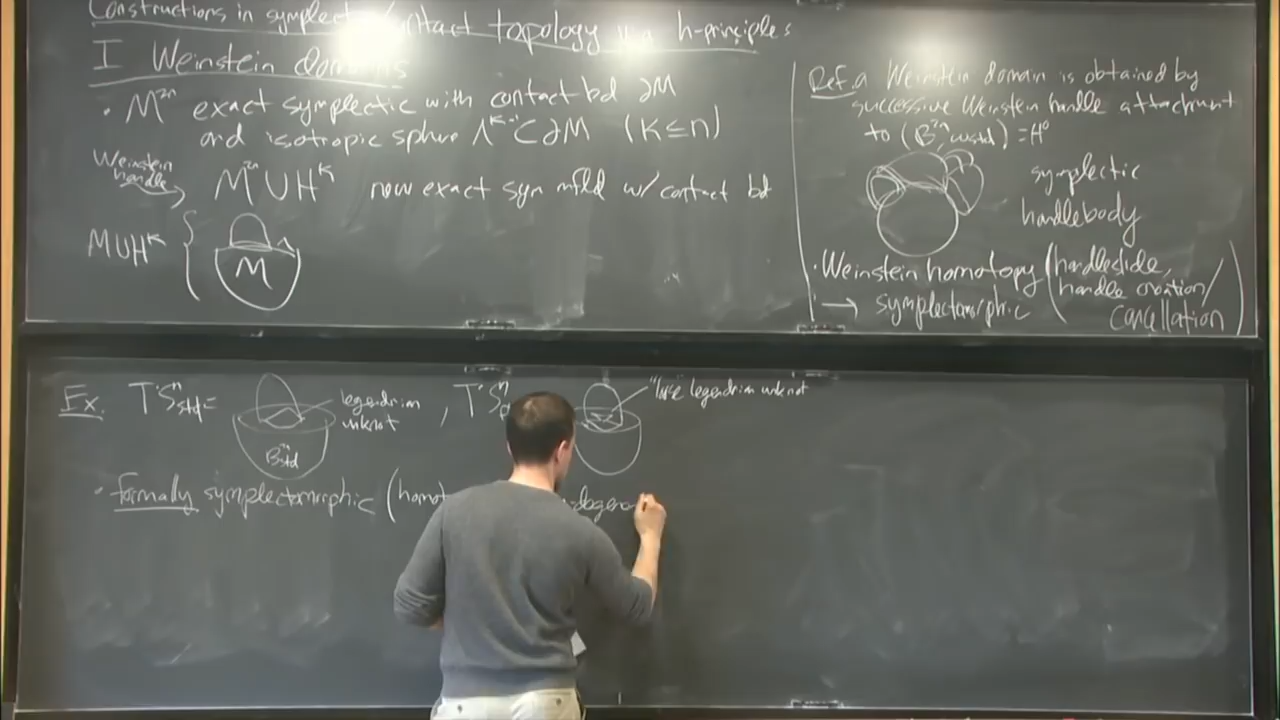 Constructions in symplectic/contact topology via h-principles
I Weinstein domains
• M²ⁿ exact symplectic with contact bd ∂M
and isotropic sphere Λᵏ⁻¹ ⊂ ∂M (k ≤ n)
Weinstein
handle
M²ⁿ ∪ Hᵏ new exact sym mfld w/ contact bd
M∪Hᵏ { M Λ
Def. a Weinstein domain is obtained by
successive Weinstein handle attachment
to (B²ⁿ, ωstd) = H⁰
symplectic
handlebody
• Weinstein homotopy (handleslide,
handle creation/
cancellation)
→ symplectomorphic
Ex. T*Sⁿstd =
B²ⁿstd
legendrian
unknot
, T*Sⁿ
"loose" legendrian unknot
• formally symplectomorphic (homot